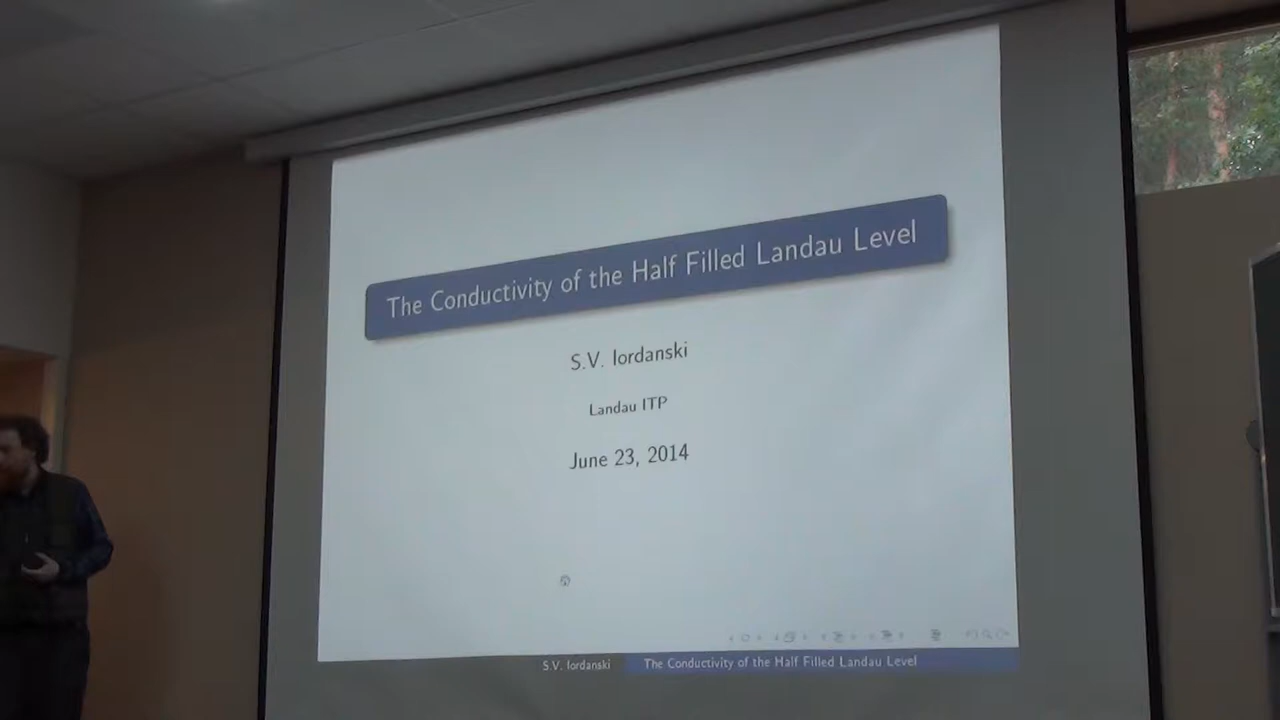 The Conductivity of the Half Filled Landau Level
S.V. Iordanski
Landau ITP
June 23, 2014
S.V. Iordanski
The Conductivity of the Half Filled Landau Level